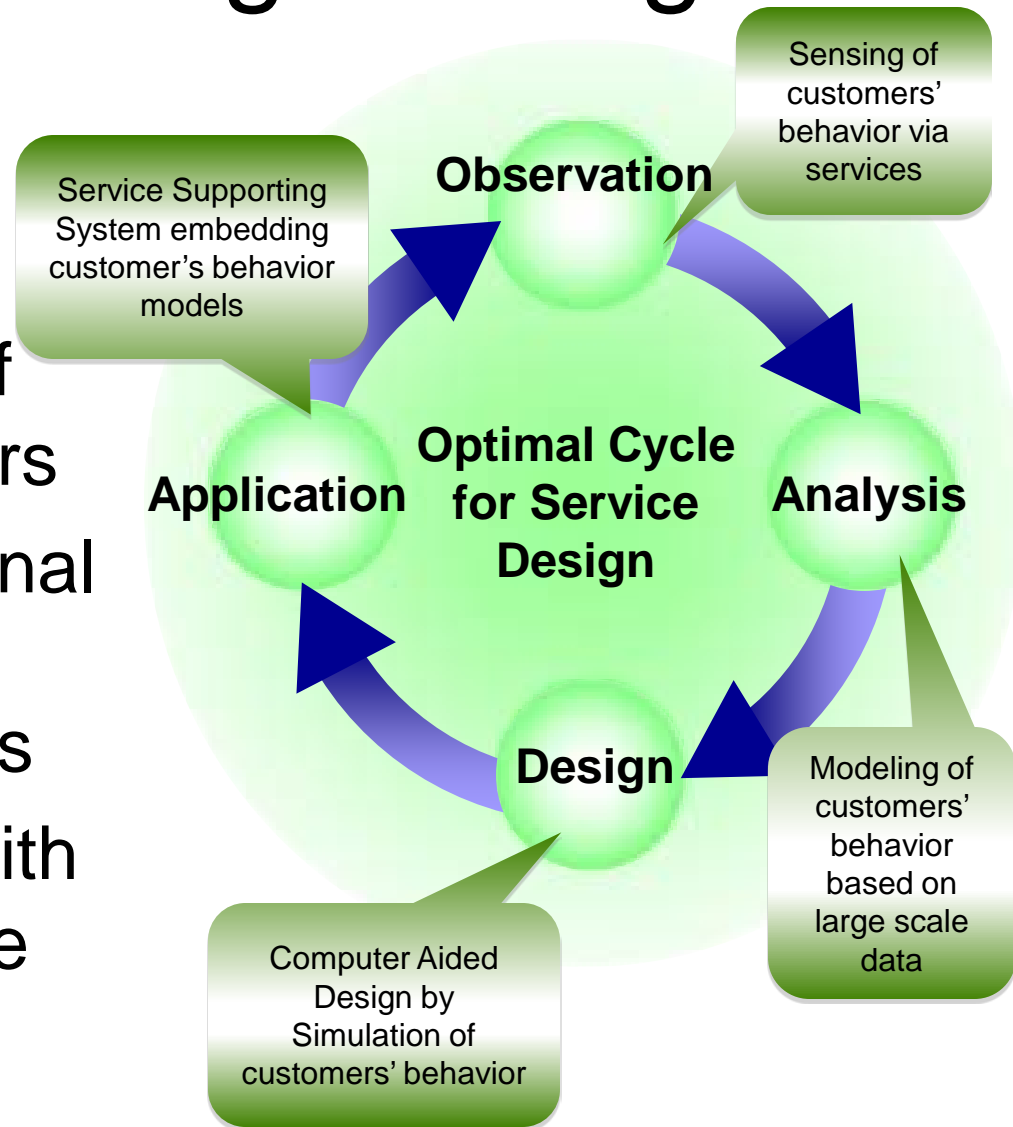 Sensing of
customers’
behavior via
services
Service Supporting
System embedding
customer’s behavior
models
Observation
Optimal Cycle
for Service
Design
Application
Analysis
Design
Modeling of
customers’
behavior
based on
large scale
data
Computer Aided
Design by
Simulation of
customers’ behavior